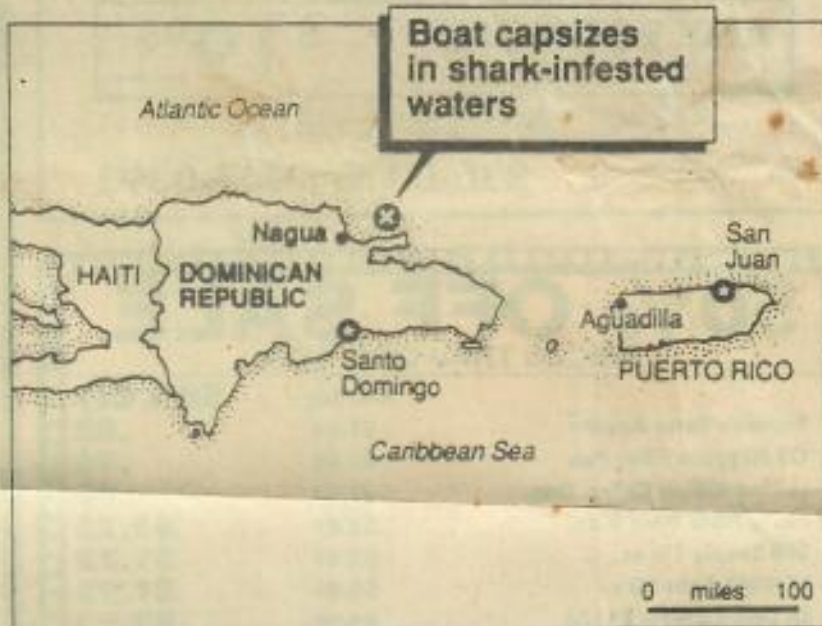 Boat capsizes
in shark-infested
waters
Atlantic Ocean
Nagua
San
Juan
HAITI
DOMINICAN
REPUBLIC
Aguadilla
Santo
Domingo
PUERTO RICO
Caribbean Sea
0 miles 100